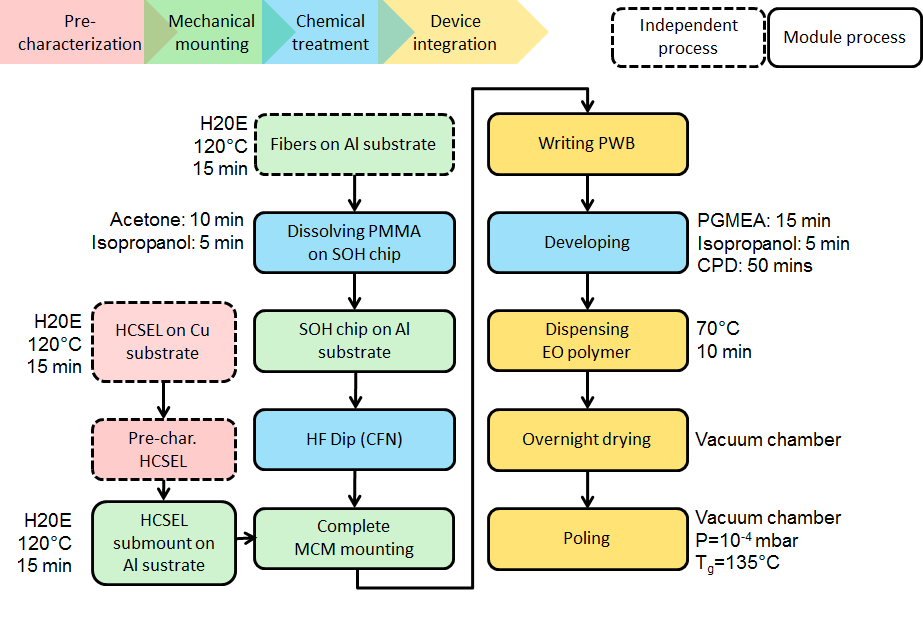 Pre-
characterization
Mechanical
mounting
Chemical
treatment
Device
integration
Independent
process
Module process
H20E
120°C
15 min
Fibers on Al substrate
Acetone: 10 min
Isopropanol: 5 min
Dissolving PMMA
on SOH chip
H20E
120°C
15 min
HCSEL on Cu
substrate
SOH chip on Al
substrate
Pre-char.
HCSEL
HF Dip (CFN)
H20E
120°C
15 min
HCSEL
submount on
Al sustrate
Complete
MCM mounting
Writing PWB
Developing
PGMEA: 15 min
Isopropanol: 5 min
CPD: 50 mins
Dispensing
EO polymer
70°C
10 min
Overnight drying
Vacuum chamber
Poling
Vacuum chamber
P=10⁻⁴ mbar
Tg=135°C